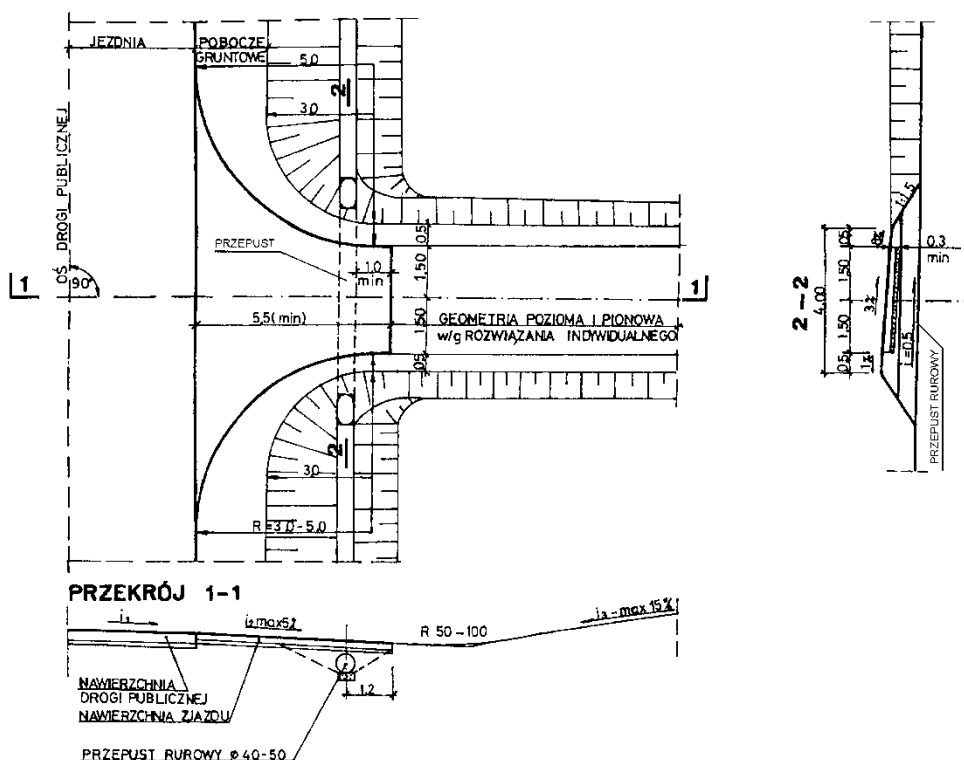 JEZDNIA
POBOCZE
GRUNTOWE
5,0
2
3,0
OŚ DROGI PUBLICZNEJ
PRZEPUST
1,0
min
0,5
1,50
1
90°
1
5,5(min)
1,50
GEOMETRIA POZIOMA I PIONOWA
w/g ROZWIĄZANIA INDYWIDUALNEGO
0,5
2
3,0
R=3,0-5,0
1:1,5
0.3
min
2-2
4,00
0,5
1,50
1,50
0,5
i=0,5
PRZEPUST RUROWY
PRZEKRÓJ 1-1
i₁
i₂ max 5%
R 50-100
i₃ - max 15%
1,2
NAWIERZCHNIA
DROGI PUBLICZNEJ
NAWIERZCHNIA ZJAZDU
PRZEPUST RUROWY ø 40-50